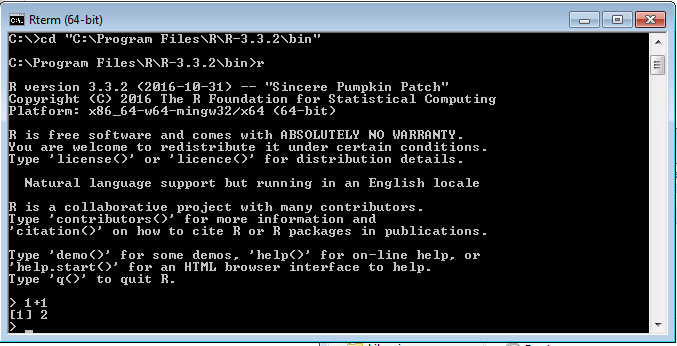 Rterm (64-bit)
C:\>cd "C:\Program Files\R\R-3.3.2\bin"
C:\Program Files\R\R-3.3.2\bin>r
R version 3.3.2 (2016-10-31) -- "Sincere Pumpkin Patch"
Copyright (C) 2016 The R Foundation for Statistical Computing
Platform: x86_64-w64-mingw32/x64 (64-bit)
R is free software and comes with ABSOLUTELY NO WARRANTY.
You are welcome to redistribute it under certain conditions.
Type 'license()' or 'licence()' for distribution details.
Natural language support but running in an English locale
R is a collaborative project with many contributors.
Type 'contributors()' for more information and
'citation()' on how to cite R or R packages in publications.
Type 'demo()' for some demos, 'help()' for on-line help, or
'help.start()' for an HTML browser interface to help.
Type 'q()' to quit R.
> 1+1
[1] 2
> _